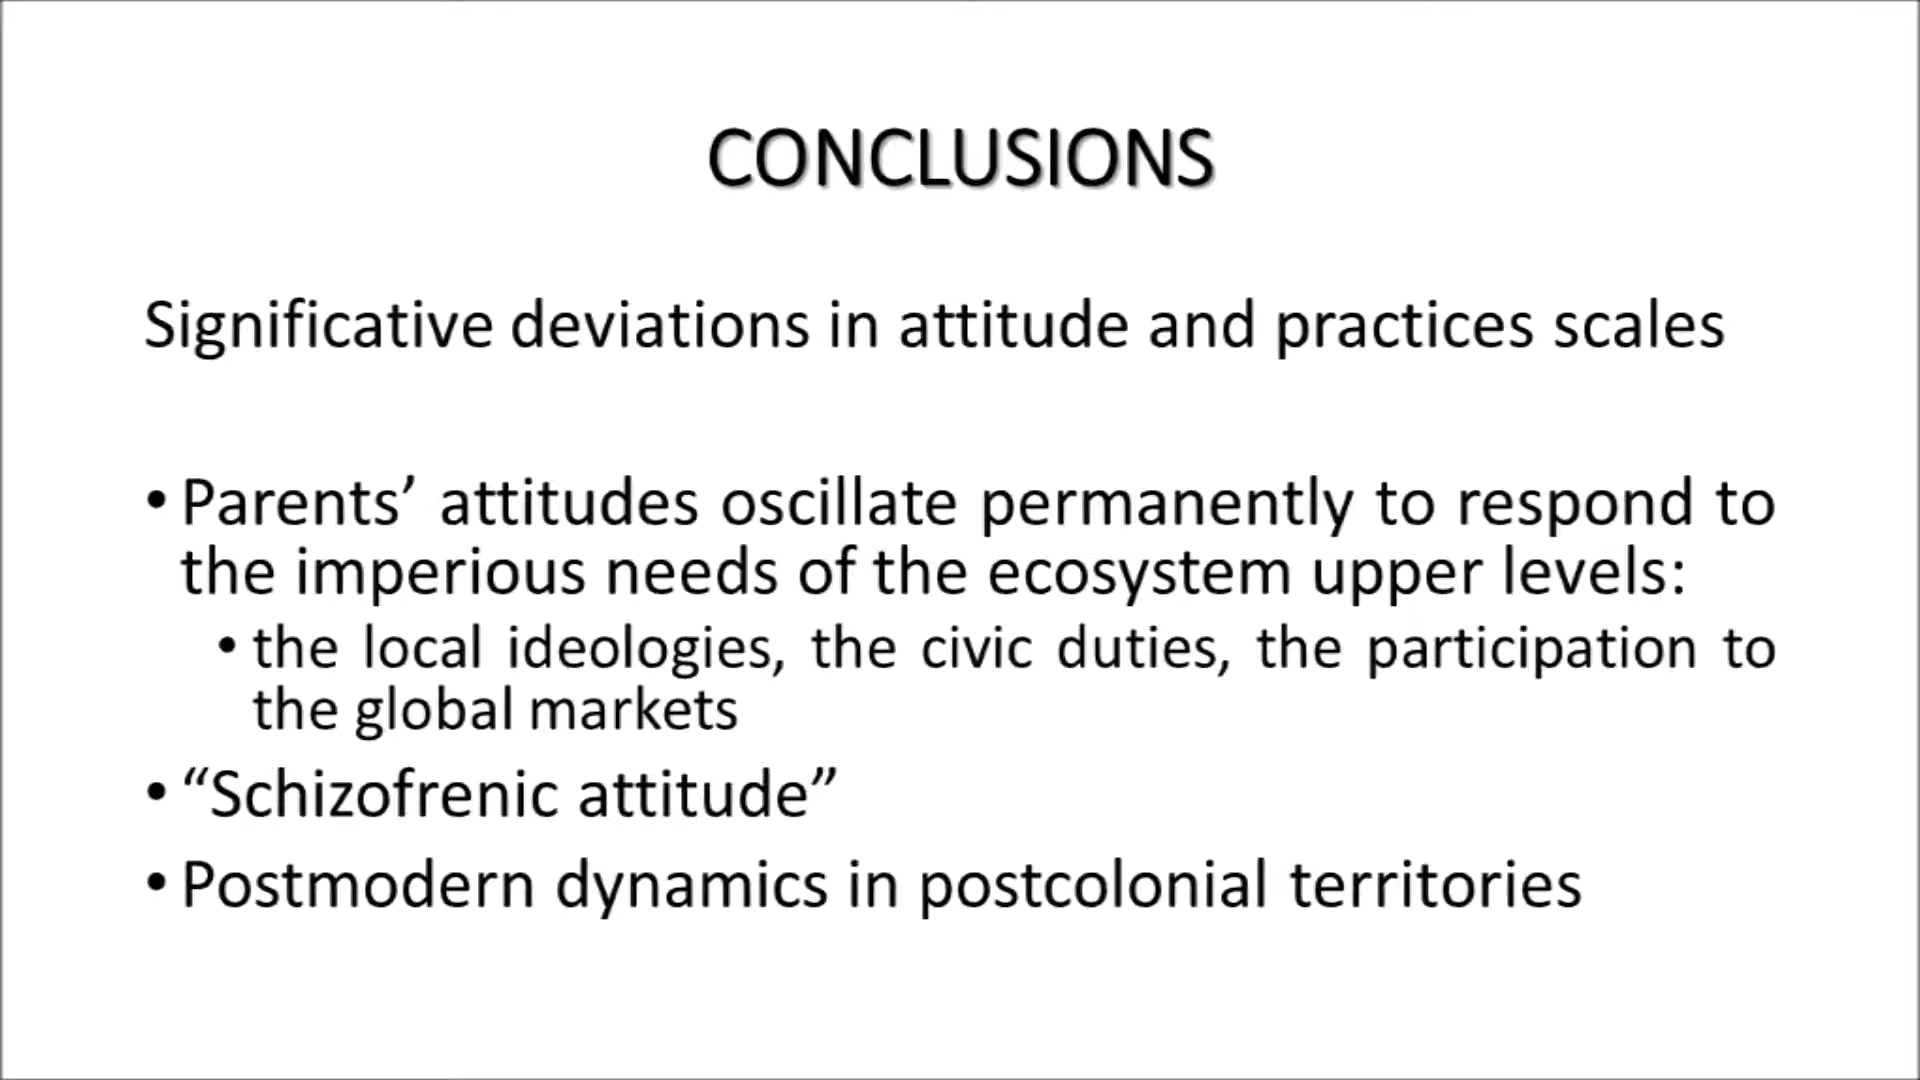 CONCLUSIONS
Significative deviations in attitude and practices scales
• Parents’ attitudes oscillate permanently to respond to
the imperious needs of the ecosystem upper levels:
• the local ideologies, the civic duties, the participation to
the global markets
• “Schizofrenic attitude”
• Postmodern dynamics in postcolonial territories